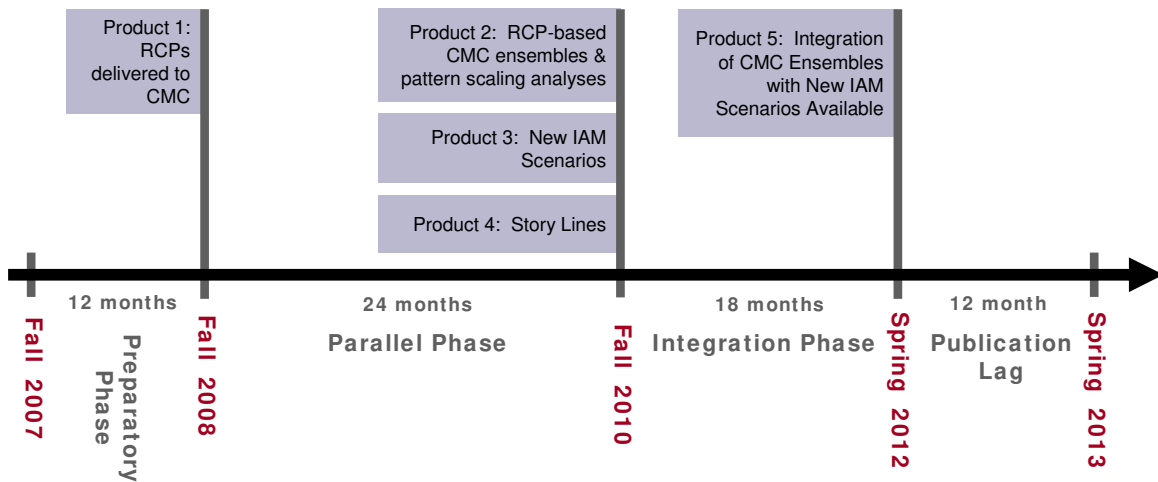 Product 1:
RCPs
delivered to
CMC
Product 2:  RCP-based
CMC ensembles &
pattern scaling analyses
Product 3:  New IAM
Scenarios
Product 4:  Story Lines
Product 5:  Integration
of CMC Ensembles
with New IAM
Scenarios Available
12 months
24 months
18 months
12 month
Preparatory
Phase
Parallel Phase
Integration Phase
Publication
Lag
Fall 2007
Fall 2008
Fall 2010
Spring 2012
Spring 2013